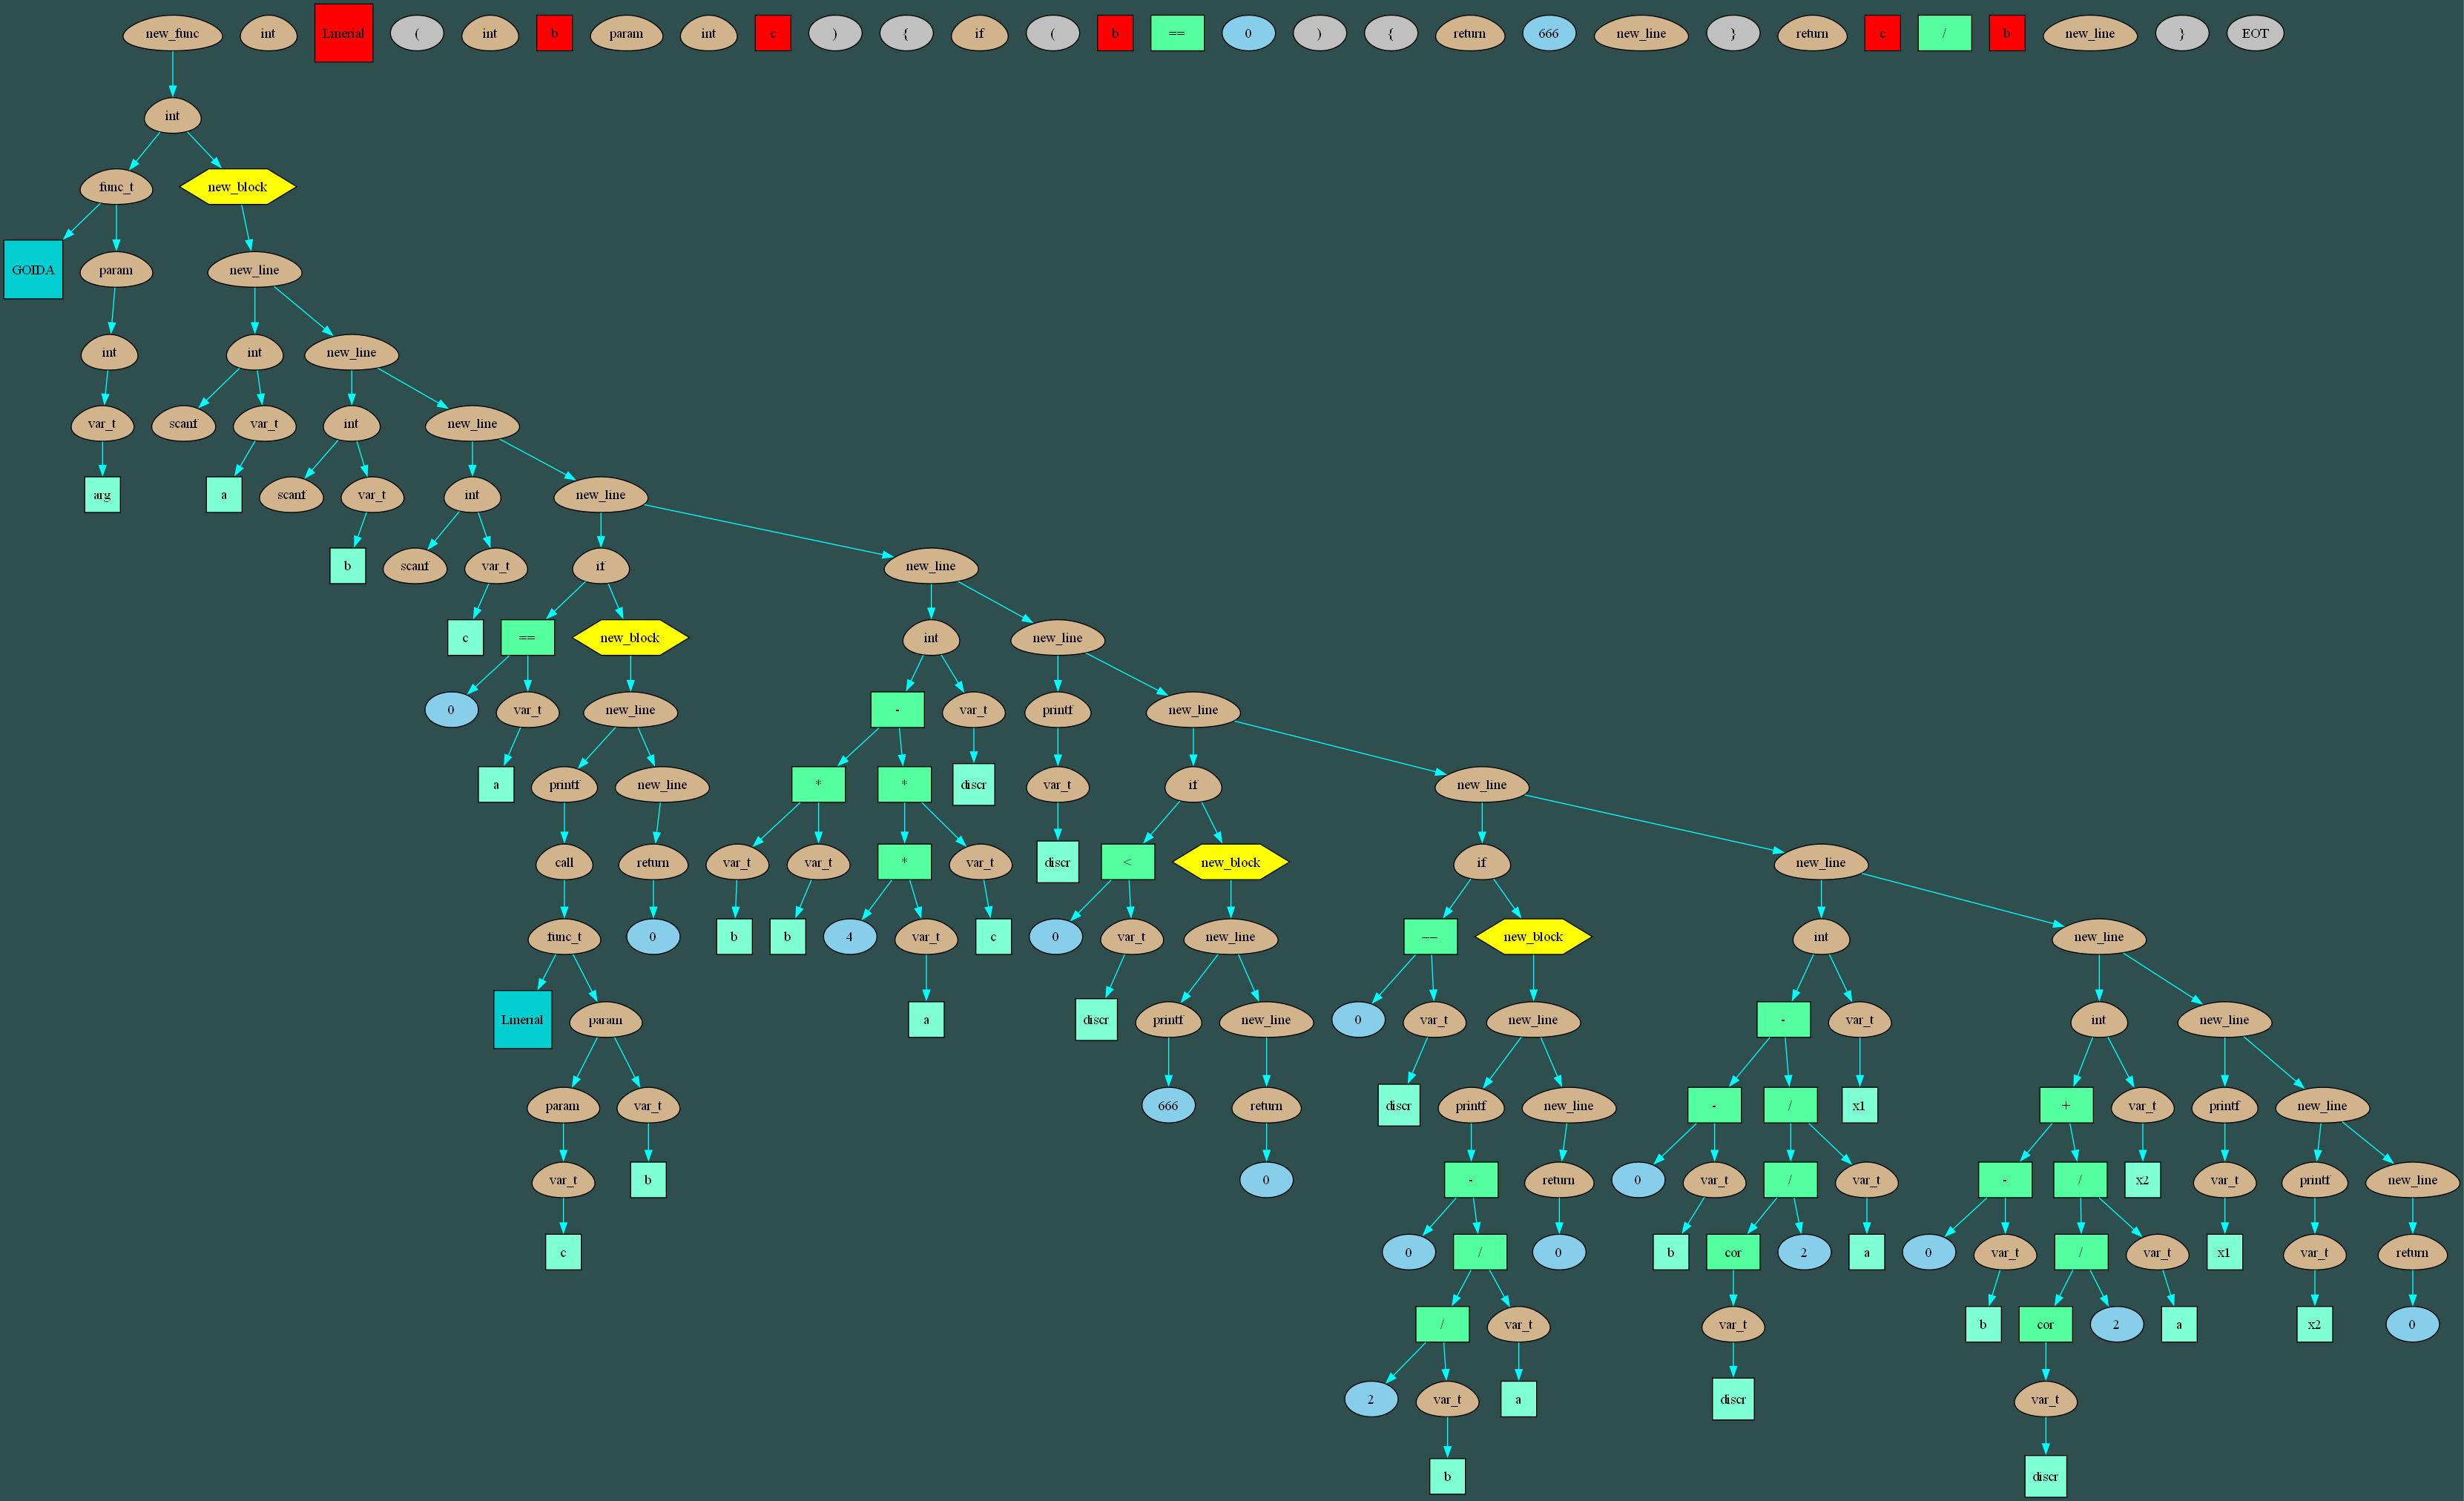 new_func int Linerial ( int b param int c ) { if ( b == 0 ) { return 666 new_line } return c / b new_line } EOT
int
func_t new_block
GOIDA param new_line
int int new_line
var_t scanf var_t int new_line
arg a scanf var_t int new_line
b scanf var_t if new_line
c == new_block int new_line
0 var_t new_line - var_t printf new_line
a printf new_line * * discr var_t if new_line
call return var_t var_t * var_t discr < new_block if new_line
func_t 0 b b 4 var_t c 0 var_t new_line == new_block int new_line
Linerial param a discr printf new_line 0 var_t new_line - var_t int new_line
param var_t 666 return discr printf new_line - / x1 + var_t printf new_line
var_t b 0 - return 0 var_t / var_t - / x2 var_t printf new_line
c 0 / 0 b cor 2 a 0 var_t / var_t x1 var_t return
/ var_t var_t b cor 2 a x2 0
2 var_t a discr var_t
b discr